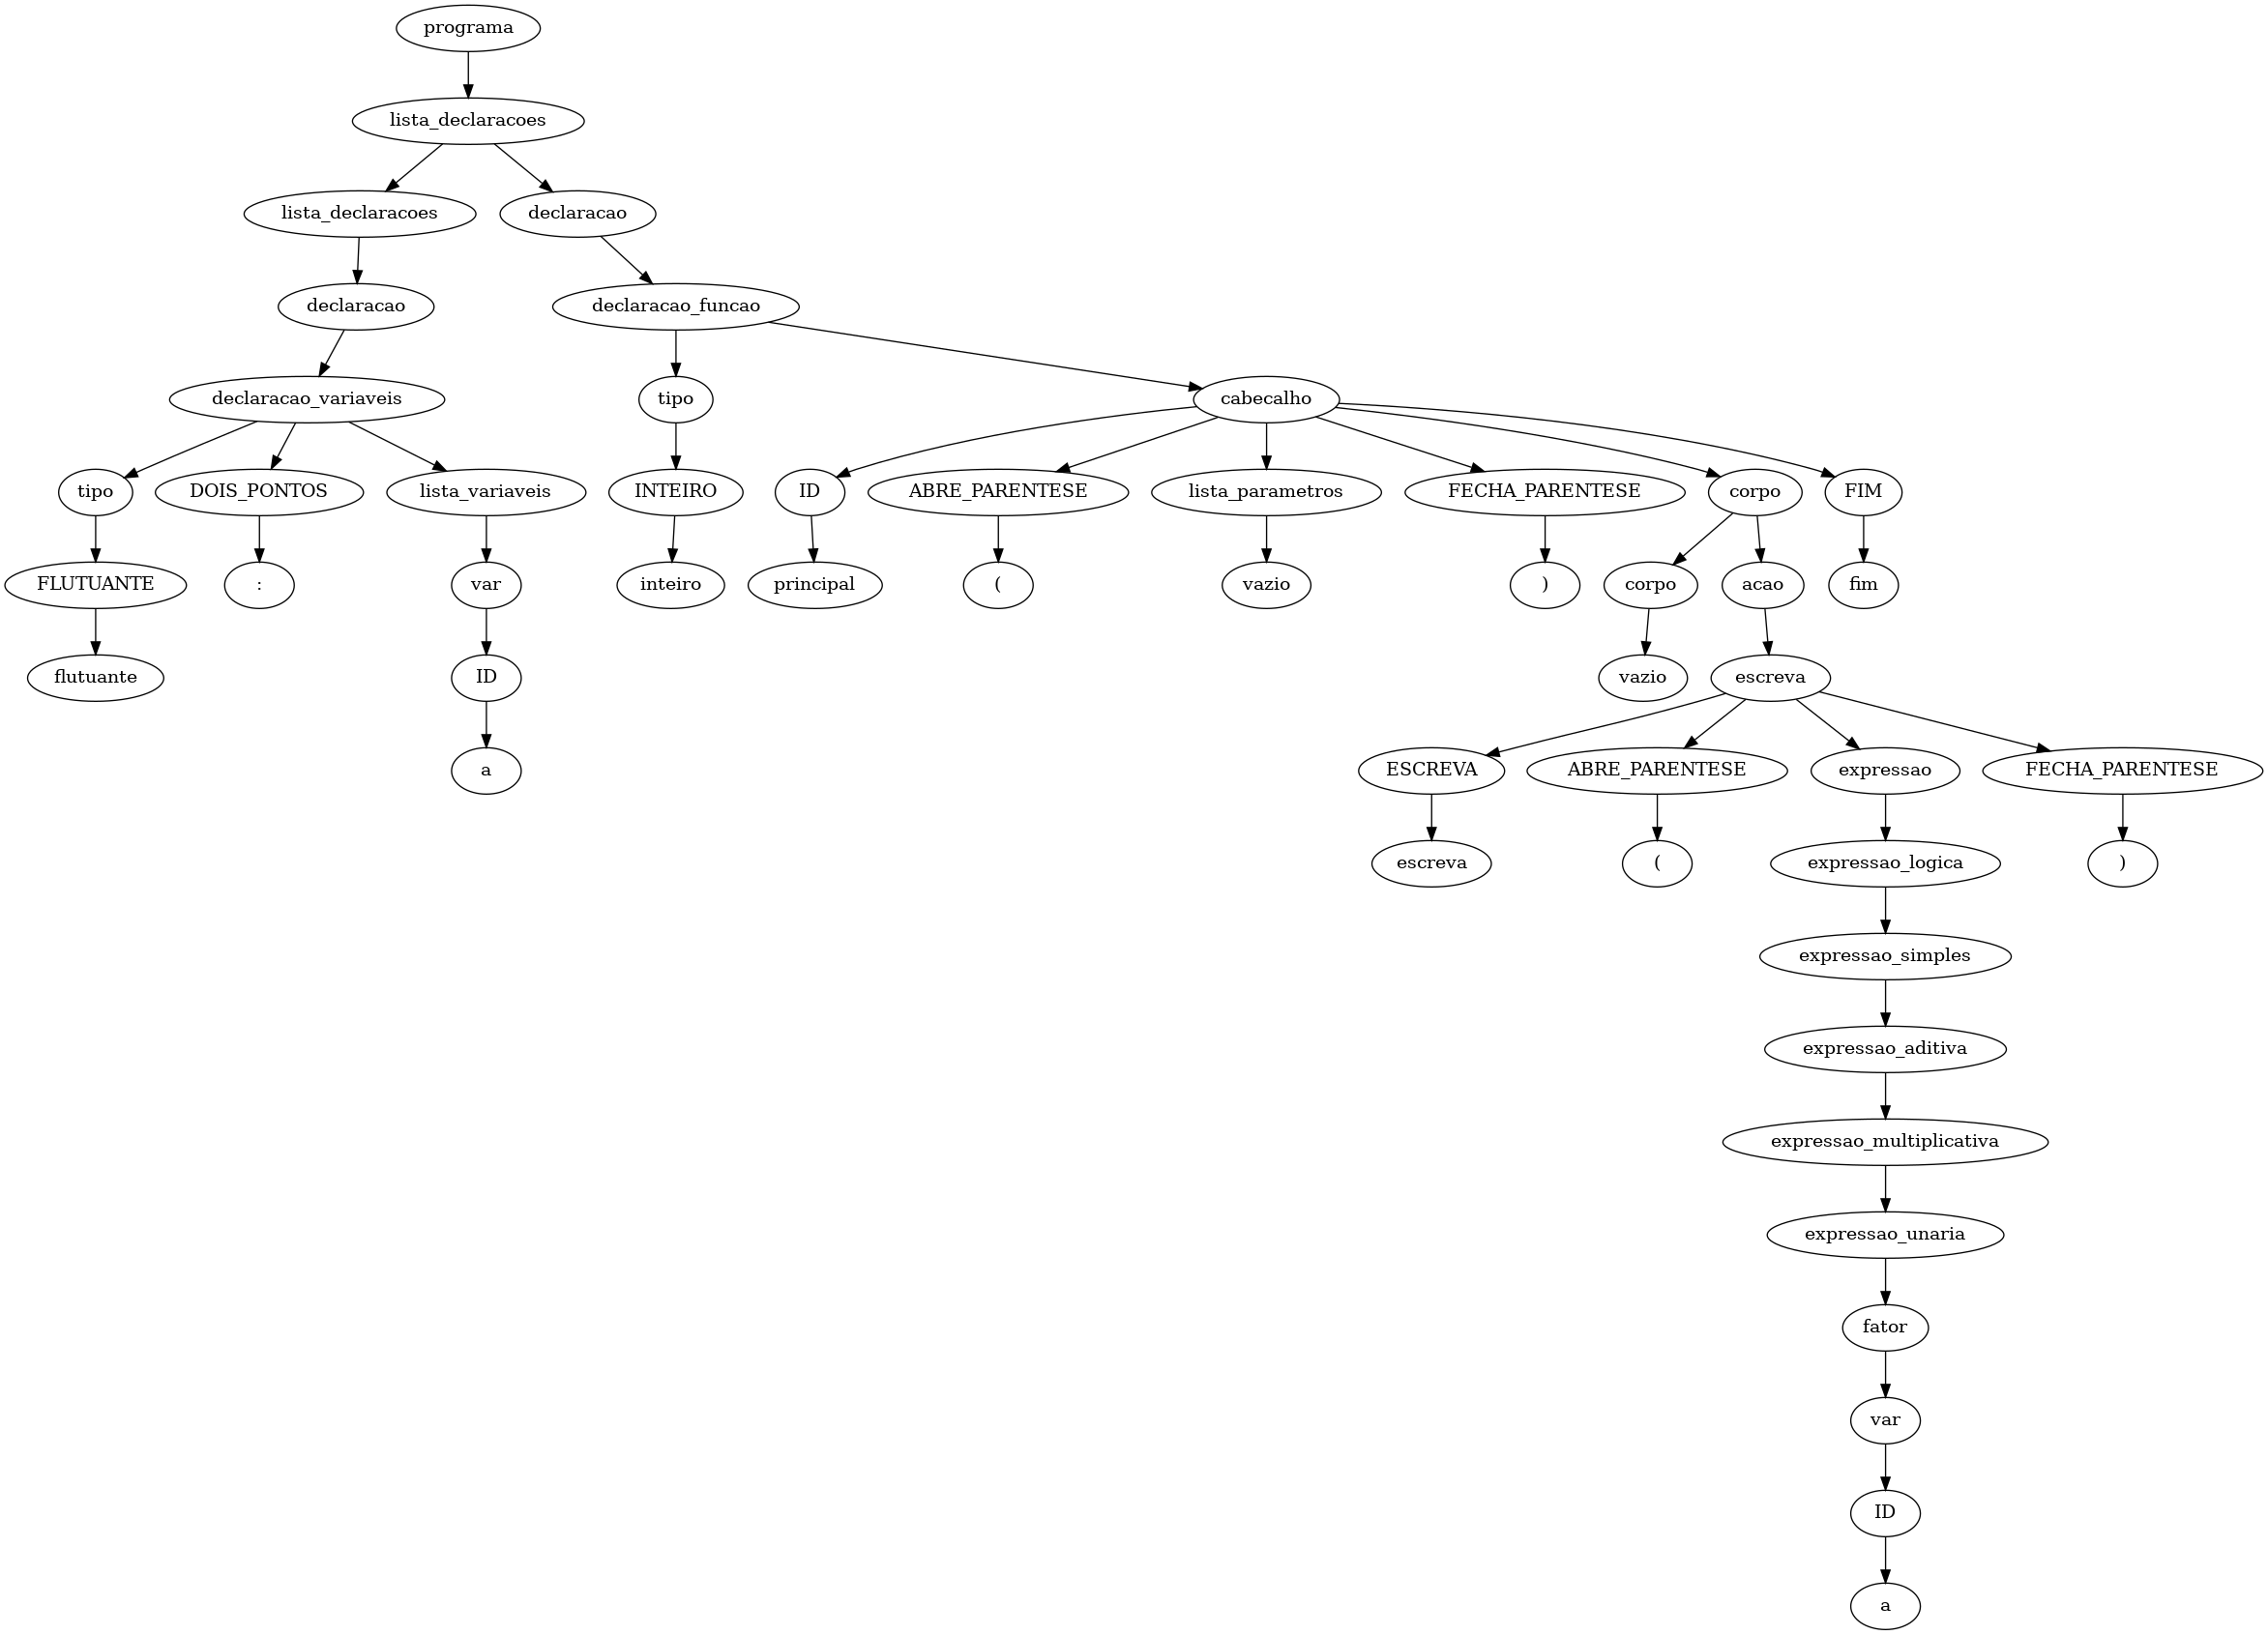 programa
lista_declaracoes
lista_declaracoes declaracao
declaracao declaracao_funcao
declaracao_variaveis tipo cabecalho
tipo DOIS_PONTOS lista_variaveis INTEIRO ID ABRE_PARENTESE lista_parametros FECHA_PARENTESE corpo FIM
FLUTUANTE : var inteiro principal ( vazio ) corpo acao fim
flutuante ID vazio escreva
a ESCREVA ABRE_PARENTESE expressao FECHA_PARENTESE
escreva ( expressao_logica )
expressao_simples
expressao_aditiva
expressao_multiplicativa
expressao_unaria
fator
var
ID
a